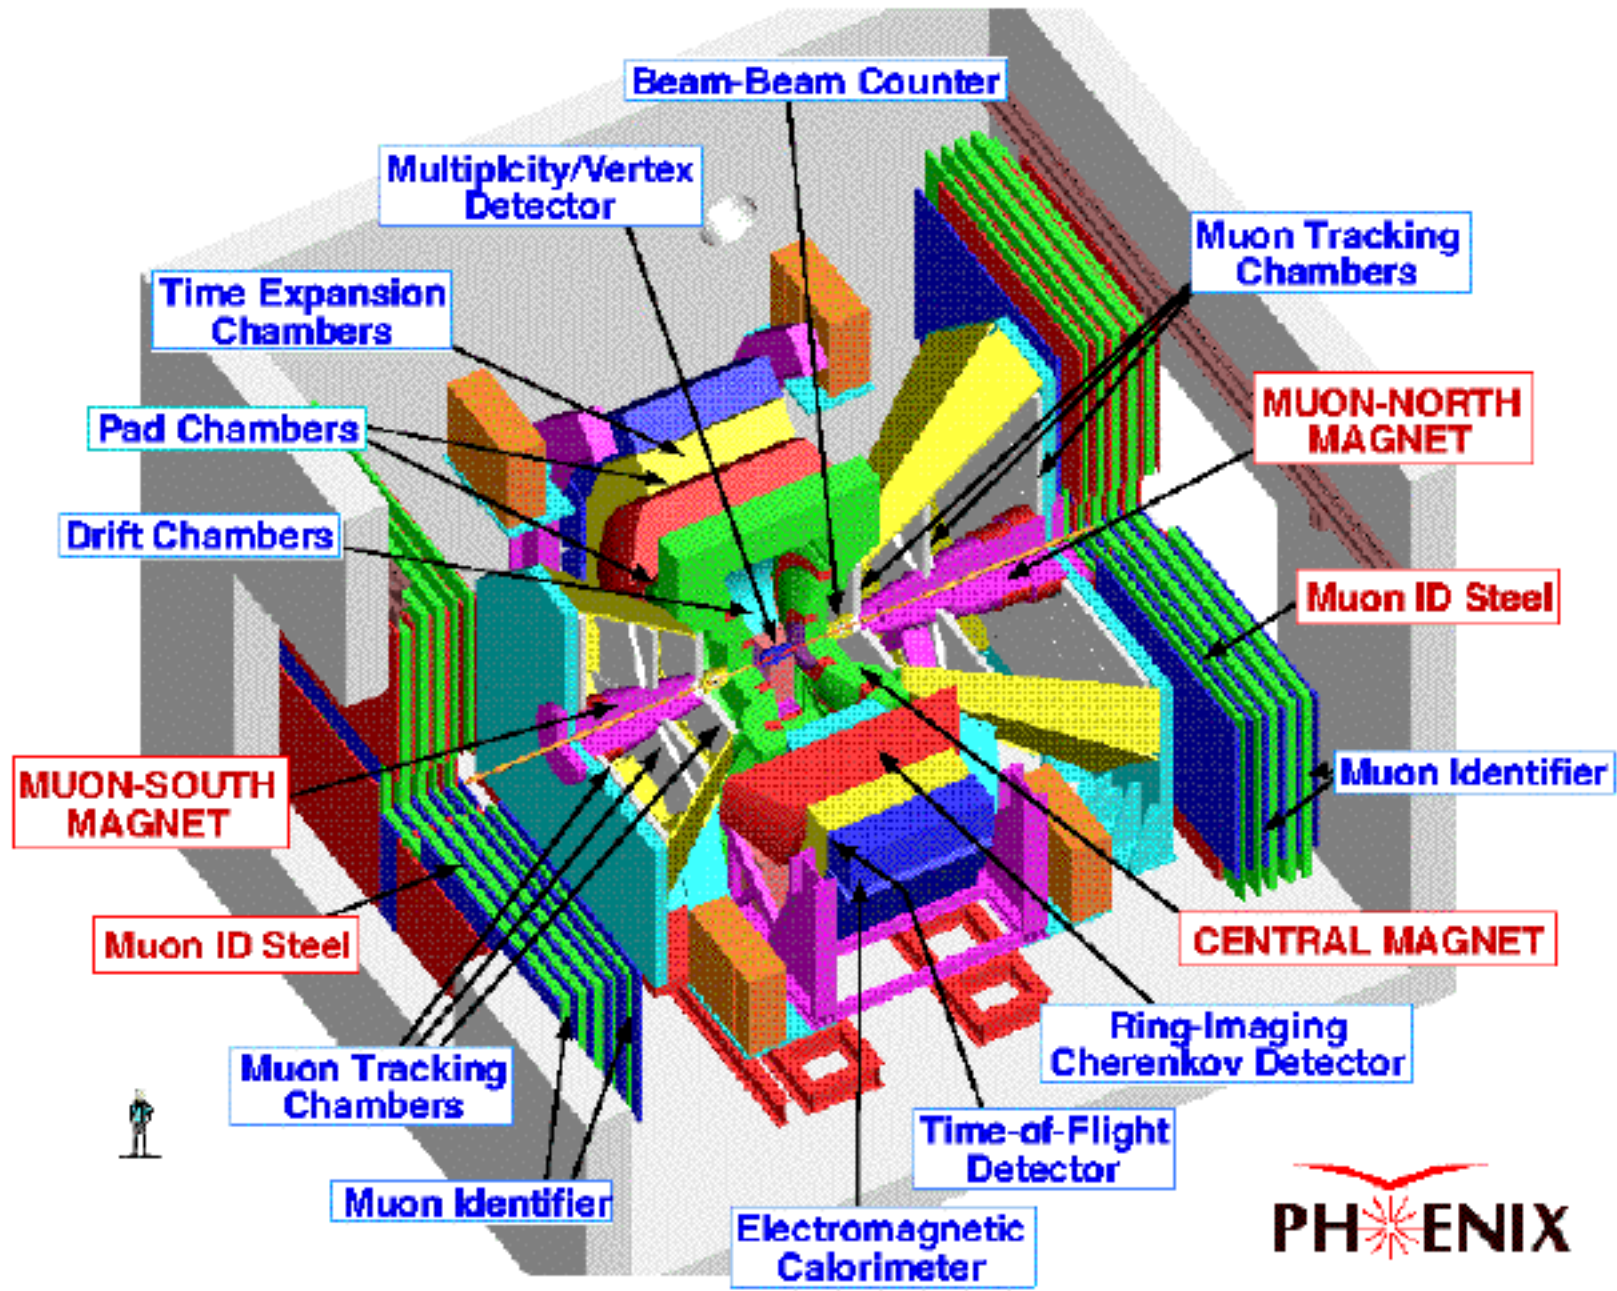 Beam-Beam Counter
Multiplcity/Vertex
Detector
Muon Tracking
Chambers
Time Expansion
Chambers
MUON-NORTH
MAGNET
Pad Chambers
Drift Chambers
Muon ID Steel
MUON-SOUTH
MAGNET
Muon Identifier
Muon ID Steel
CENTRAL MAGNET
Ring-Imaging
Cherenkov Detector
Muon Tracking
Chambers
Time-of-Flight
Detector
Muon Identifier
Electromagnetic
Calorimeter
PHOENIX